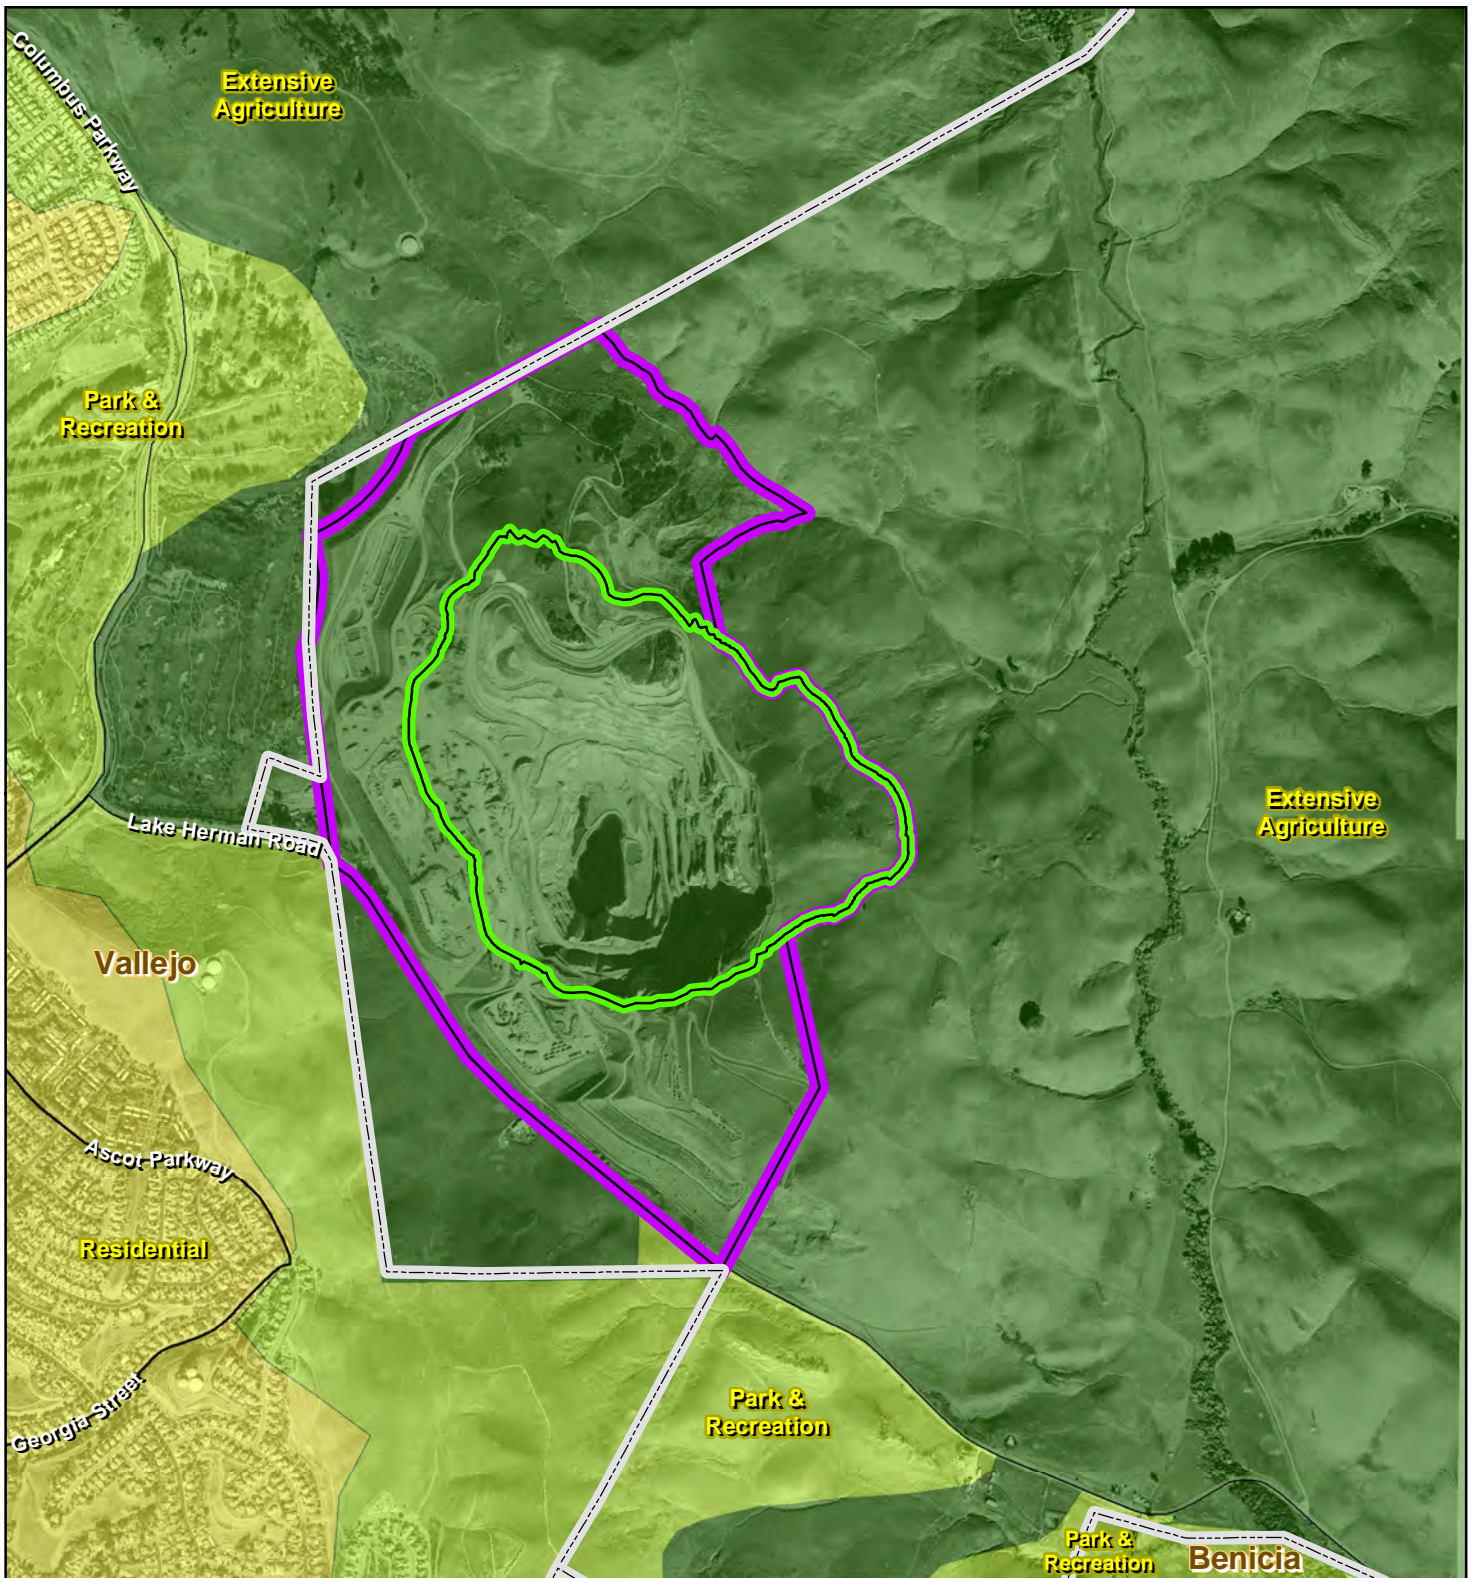 Columbus Parkway
Extensive
Agriculture
Park &
Recreation
Lake Herman Road
Extensive
Agriculture
Vallejo
Ascot Parkway
Residential
Georgia Street
Park &
Recreation
Park &
Recreation
Benicia